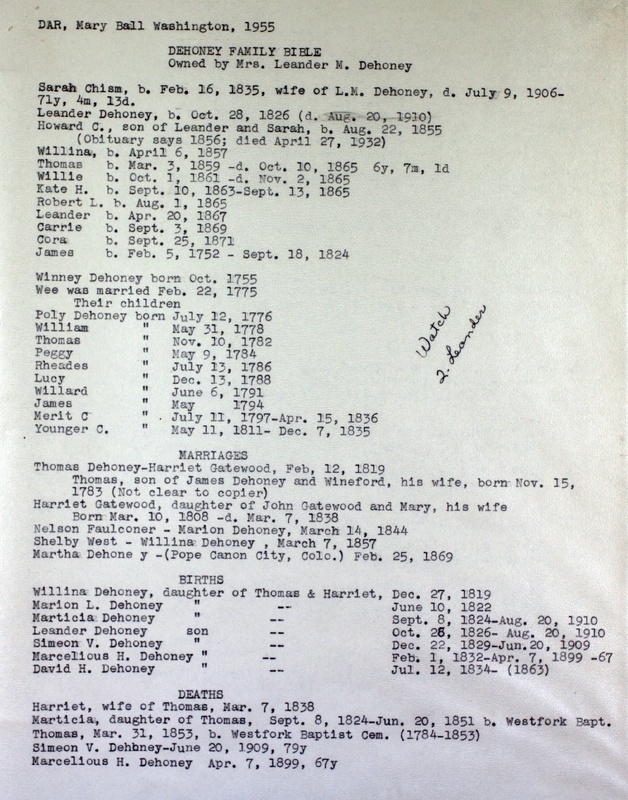 DAR, Mary Ball Washington, 1955
DEHONEY FAMILY BIBLE
Owned by Mrs. Leander M. Dehoney
Sarah Chism, b. Feb. 16, 1835, wife of L.M. Dehoney, d. July 9, 1906-
71y, 4m, 13d.
Leander Dehoney, b. Oct. 28, 1826 (d. Aug. 20, 1910)
Howard C., son of Leander and Sarah, b. Aug. 22, 1855
(Obituary says 1856; died April 27, 1932)
Willina, b. April 6, 1857
Thomas b. Mar. 3, 1859 -d. Oct. 10, 1865 6y, 7m, 1d
Willie b. Oct. 1, 1861 -d. Nov. 2, 1865
Kate H. b. Sept. 10, 1863-Sept. 13, 1865
Robert L. b. Aug. 1, 1865
Leander b. Apr. 20, 1867
Carrie b. Sept. 3, 1869
Cora b. Sept. 25, 1871
James b. Feb. 5, 1752 - Sept. 18, 1824
Winney Dehoney born Oct. 1755
Wee was married Feb. 22, 1775
Their children
Poly Dehoney born July 12, 1776
William " May 31, 1778
Thomas " Nov. 10, 1782
Peggy " May 9, 1784
Rheades " July 13, 1786
Lucy " Dec. 13, 1788
Willard " June 6, 1791
James " May 1794
Merit C " July 11, 1797-Apr. 15, 1836
Younger C. " May 11, 1811- Dec. 7, 1835
Watch
2. Leander
MARRIAGES
Thomas Dehoney-Harriet Gatewood, Feb, 12, 1819
Thomas, son of James Dehoney and Wineford, his wife, born Nov. 15,
1783 (Not clear to copier)
Harriet Gatewood, daughter of John Gatewood and Mary, his wife
Born Mar. 10, 1808 -d. Mar. 7, 1838
Nelson Faulconer - Marion Dehoney, March 14, 1844
Shelby West - Willina Dehoney , March 7, 1857
Martha Dehone y -(Pope Canon City, Colo.) Feb. 25, 1869
BIRTHS
Willina Dehoney, daughter of Thomas & Harriet, Dec. 27, 1819
Marion L. Dehoney " -- June 10, 1822
Marticia Dehoney " -- Sept. 8, 1824-Aug. 20, 1910
Leander Dehoney son -- Oct. 28, 1826- Aug. 20, 1910
Simeon V. Dehoney " -- Dec. 22, 1829-Jun.20, 1909
Marcelious H. Dehoney " -- Feb. 1, 1832-Apr. 7, 1899 -67
David H. Dehoney " -- Jul. 12, 1834- (1863)
DEATHS
Harriet, wife of Thomas, Mar. 7, 1838
Marticia, daughter of Thomas, Sept. 8, 1824-Jun. 20, 1851 b. Westfork Bapt.
Thomas, Mar. 31, 1853, b. Westfork Baptist Cem. (1784-1853)
Simeon V. Dehbney-June 20, 1909, 79y
Marcelious H. Dehoney Apr. 7, 1899, 67y